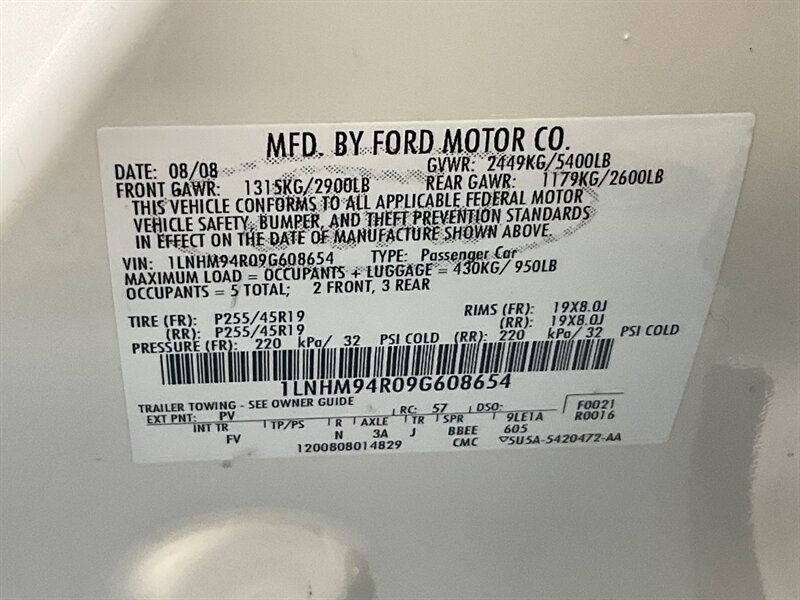 MFD. BY FORD MOTOR CO.
DATE: 08/08 GVWR: 2449KG/5400LB
FRONT GAWR: 1315KG/2900LB REAR GAWR: 1179KG/2600LB
THIS VEHICLE CONFORMS TO ALL APPLICABLE FEDERAL MOTOR
VEHICLE SAFETY, BUMPER, AND THEFT PREVENTION STANDARDS
IN EFFECT ON THE DATE OF MANUFACTURE SHOWN ABOVE.
VIN: 1LNHM94R09G608654 TYPE: Passenger Car
MAXIMUM LOAD = OCCUPANTS + LUGGAGE = 430KG/ 950LB
OCCUPANTS = 5 TOTAL; 2 FRONT, 3 REAR
TIRE (FR): P255/45R19 RIMS (FR): 19X8.0J
(RR): P255/45R19 (RR): 19X8.0J
PRESSURE (FR): 220 kPa/ 32 PSI COLD (RR): 220 kPa/ 32 PSI COLD
1LNHM94R09G608654
TRAILER TOWING - SEE OWNER GUIDE
EXT PNT: PV RC: 57 DSO: F0021
INT TR TP/PS R AXLE TR SPR 9LE1A R0016
FV N 3A J BBEE 605
1200808014829 CMC 5U5A-5420472-AA